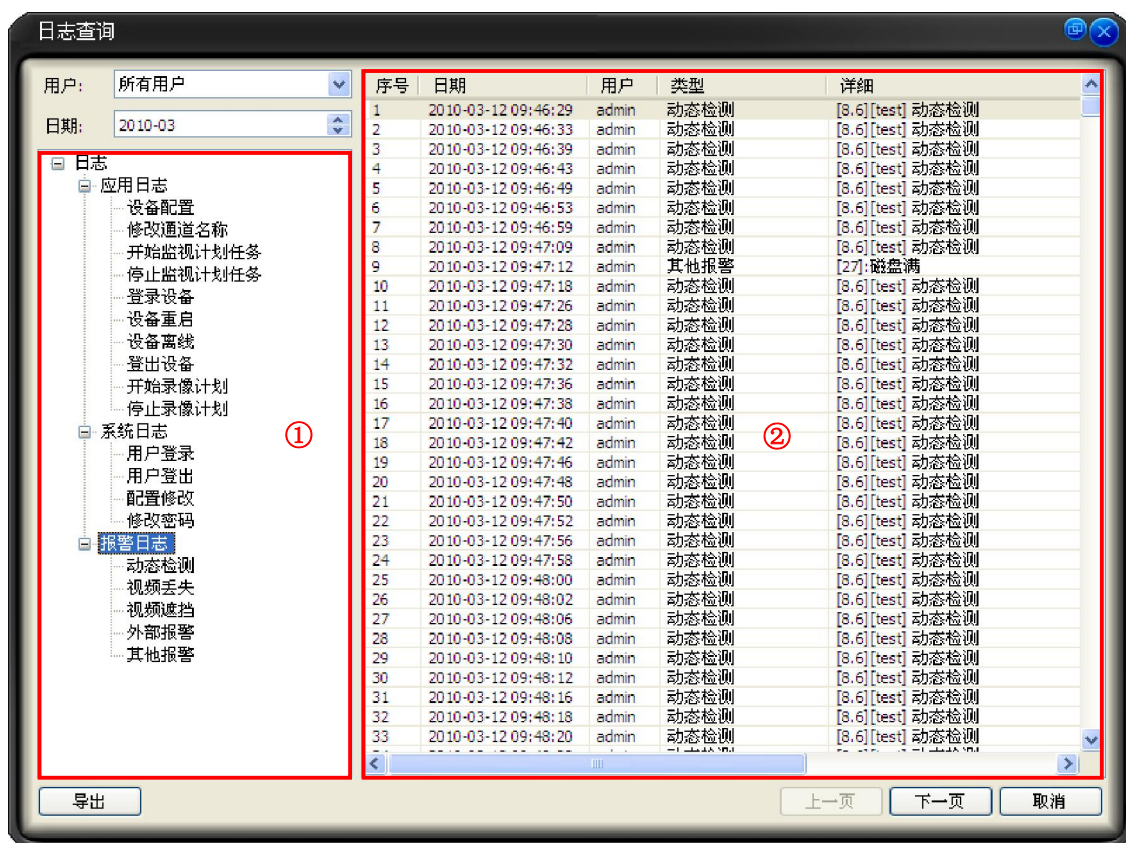 日志查询
用户: 所有用户
日期: 2010-03
日志
应用日志
设备配置
修改通道名称
开始监视计划任务
停止监视计划任务
登录设备
设备重启
设备离线
登出设备
开始录像计划
停止录像计划
系统日志
用户登录
用户登出
配置修改
修改密码
报警日志
动态检测
视频丢失
视频遮挡
外部报警
其他报警
①
序号 日期 用户 类型 详细
1 2010-03-12 09:46:29 admin 动态检测 [8.6][test] 动态检测
2 2010-03-12 09:46:33 admin 动态检测 [8.6][test] 动态检测
3 2010-03-12 09:46:39 admin 动态检测 [8.6][test] 动态检测
4 2010-03-12 09:46:43 admin 动态检测 [8.6][test] 动态检测
5 2010-03-12 09:46:49 admin 动态检测 [8.6][test] 动态检测
6 2010-03-12 09:46:53 admin 动态检测 [8.6][test] 动态检测
7 2010-03-12 09:46:59 admin 动态检测 [8.6][test] 动态检测
8 2010-03-12 09:47:09 admin 动态检测 [8.6][test] 动态检测
9 2010-03-12 09:47:12 admin 其他报警 [27]:磁盘满
10 2010-03-12 09:47:18 admin 动态检测 [8.6][test] 动态检测
11 2010-03-12 09:47:26 admin 动态检测 [8.6][test] 动态检测
12 2010-03-12 09:47:28 admin 动态检测 [8.6][test] 动态检测
13 2010-03-12 09:47:30 admin 动态检测 [8.6][test] 动态检测
14 2010-03-12 09:47:32 admin 动态检测 [8.6][test] 动态检测
15 2010-03-12 09:47:36 admin 动态检测 [8.6][test] 动态检测
16 2010-03-12 09:47:38 admin 动态检测 [8.6][test] 动态检测
17 2010-03-12 09:47:40 admin 动态检测 [8.6][test] 动态检测
18 2010-03-12 09:47:42 admin 动态检测 [8.6][test] 动态检测
19 2010-03-12 09:47:46 admin 动态检测 [8.6][test] 动态检测
20 2010-03-12 09:47:48 admin 动态检测 [8.6][test] 动态检测
21 2010-03-12 09:47:50 admin 动态检测 [8.6][test] 动态检测
22 2010-03-12 09:47:52 admin 动态检测 [8.6][test] 动态检测
23 2010-03-12 09:47:56 admin 动态检测 [8.6][test] 动态检测
24 2010-03-12 09:47:58 admin 动态检测 [8.6][test] 动态检测
25 2010-03-12 09:48:00 admin 动态检测 [8.6][test] 动态检测
26 2010-03-12 09:48:02 admin 动态检测 [8.6][test] 动态检测
27 2010-03-12 09:48:06 admin 动态检测 [8.6][test] 动态检测
28 2010-03-12 09:48:08 admin 动态检测 [8.6][test] 动态检测
29 2010-03-12 09:48:10 admin 动态检测 [8.6][test] 动态检测
30 2010-03-12 09:48:12 admin 动态检测 [8.6][test] 动态检测
31 2010-03-12 09:48:16 admin 动态检测 [8.6][test] 动态检测
32 2010-03-12 09:48:18 admin 动态检测 [8.6][test] 动态检测
33 2010-03-12 09:48:20 admin 动态检测 [8.6][test] 动态检测
②
导出 上一页 下一页 取消